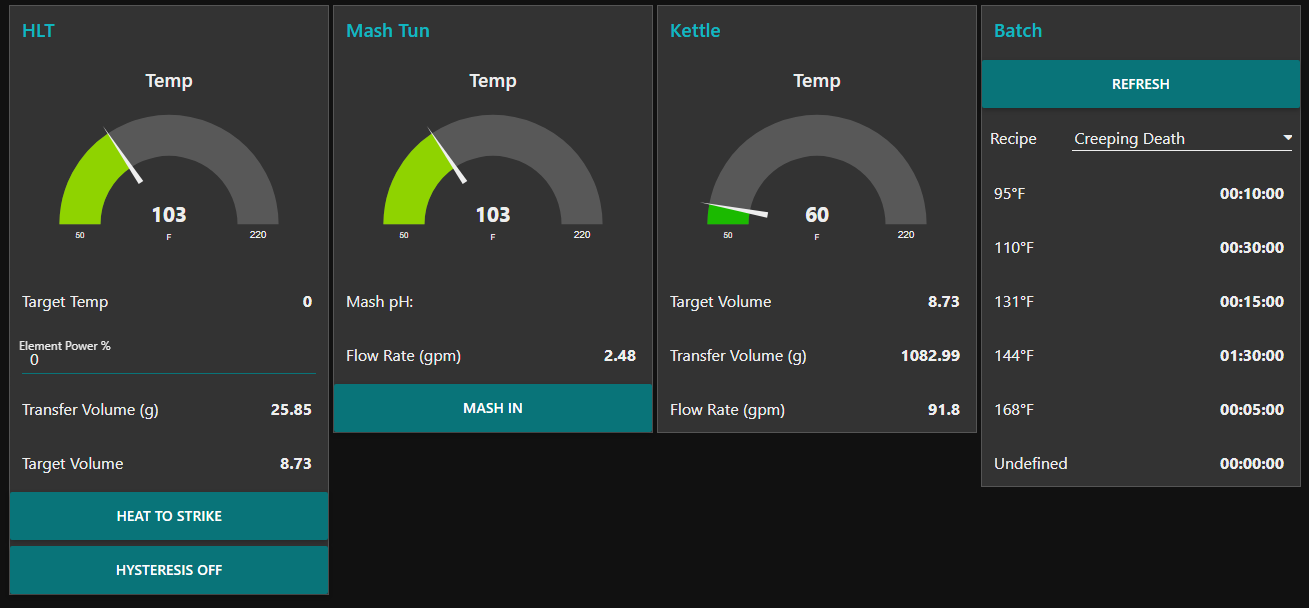 HLT
Temp
103
50
F
220
Target Temp 0
Element Power %
0
Transfer Volume (g) 25.85
Target Volume 8.73
HEAT TO STRIKE
HYSTERESIS OFF
Mash Tun
Temp
103
50
F
220
Mash pH:
Flow Rate (gpm) 2.48
MASH IN
Kettle
Temp
60
50
F
220
Target Volume 8.73
Transfer Volume (g) 1082.99
Flow Rate (gpm) 91.8
Batch
REFRESH
Recipe Creeping Death
95°F 00:10:00
110°F 00:30:00
131°F 00:15:00
144°F 01:30:00
168°F 00:05:00
Undefined 00:00:00